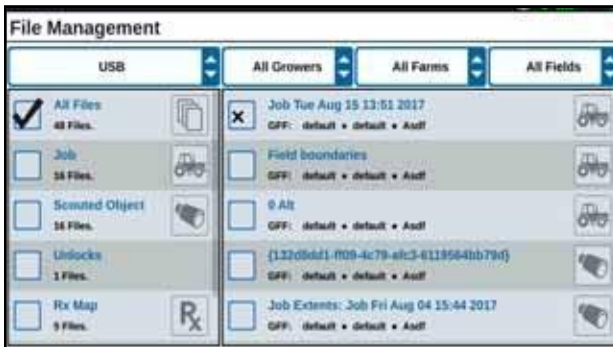 File Management
USB
All Growers
All Farms
All Fields
All Files
48 Files.
Job
16 Files.
Scouted Object
16 Files.
Unlocks
1 Files.
Rx Map
9 Files.
Rx
Job Tue Aug 15 13:51 2017
GFF: default • default • Asdf
Field boundaries
GFF: default • default • Asdf
0 Alt
GFF: default • default • Asdf
GFF: default • default • Asdf
Job Extents: Job Fri Aug 04 15:44 2017
GFF: default • default • Asdf